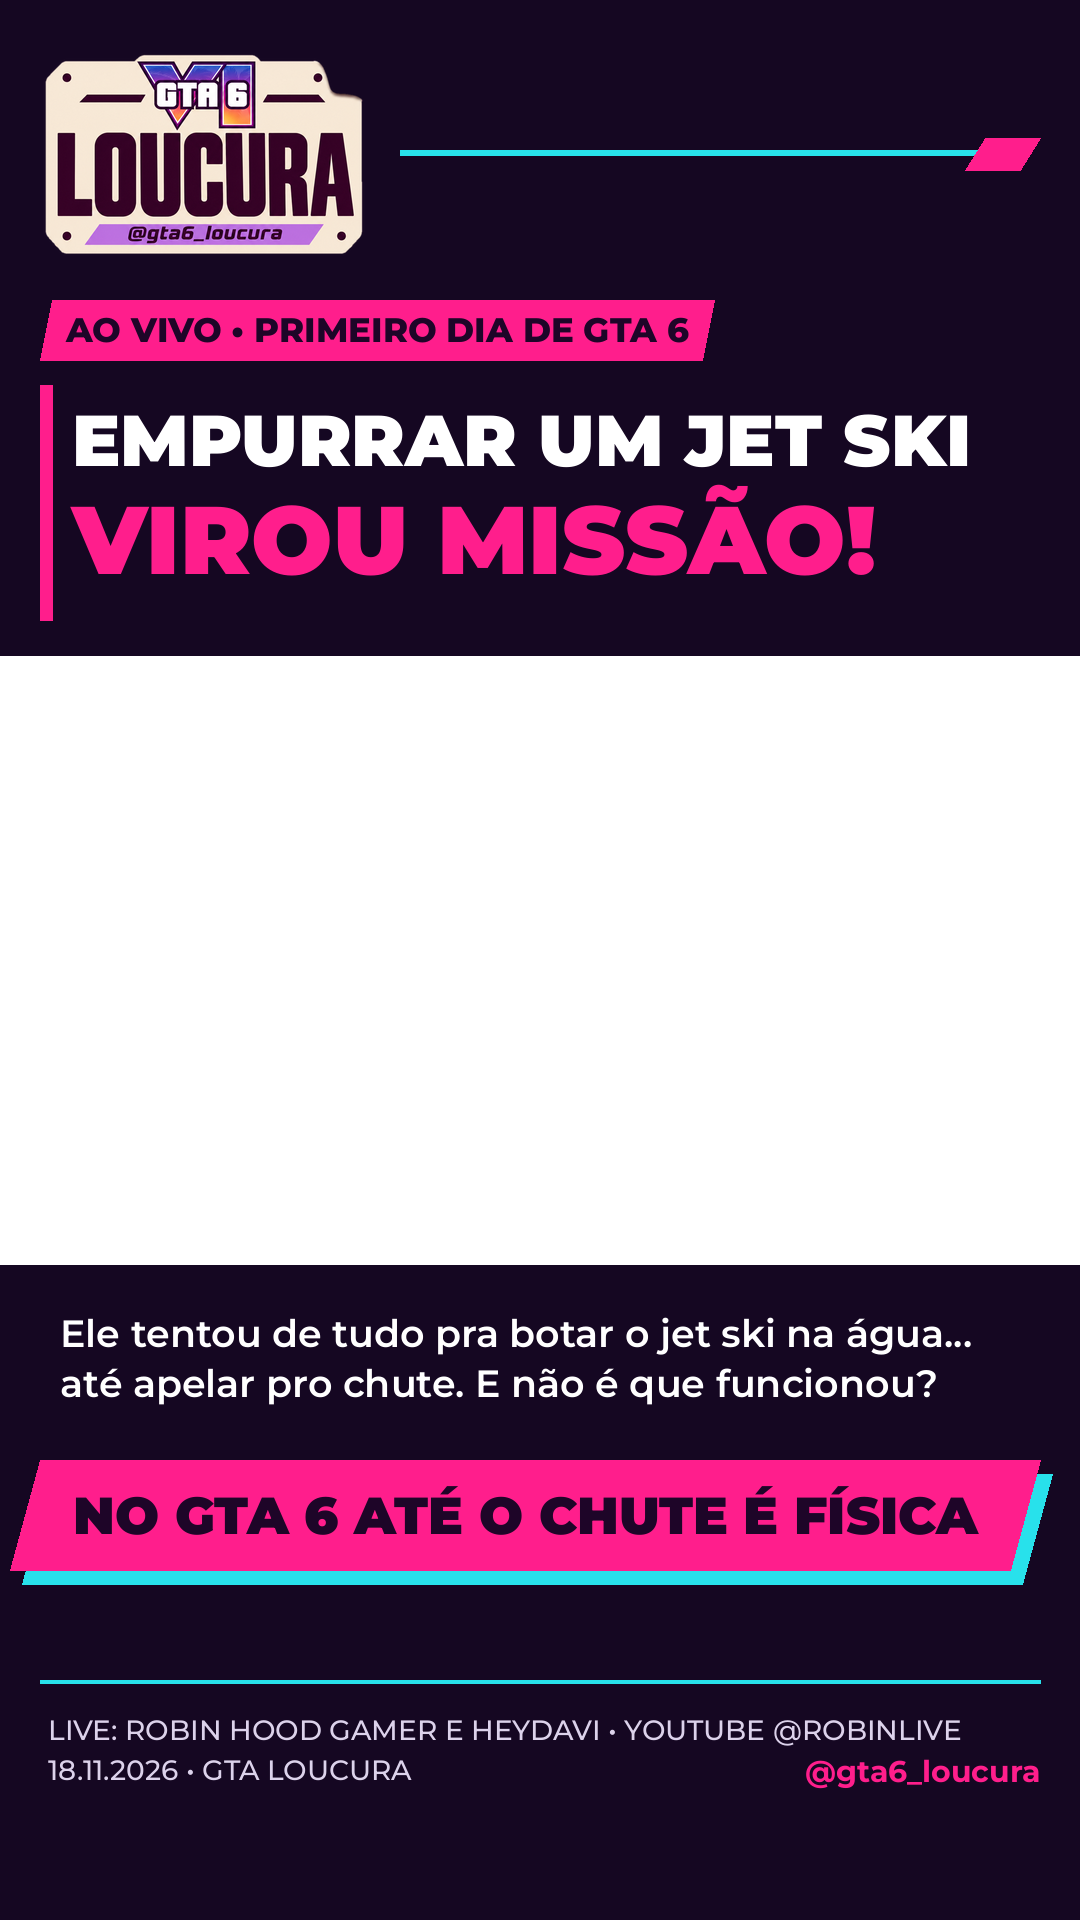 GTA 6
LOUCURA
@gta6_loucura
AO VIVO • PRIMEIRO DIA DE GTA 6
EMPURRAR UM JET SKI
VIROU MISSÃO!
Ele tentou de tudo pra botar o jet ski na água...
até apelar pro chute. E não é que funcionou?
NO GTA 6 ATÉ O CHUTE É FÍSICA
LIVE: ROBIN HOOD GAMER E HEYDAVI • YOUTUBE @ROBINLIVE
18.11.2026 • GTA LOUCURA
@gta6_loucura